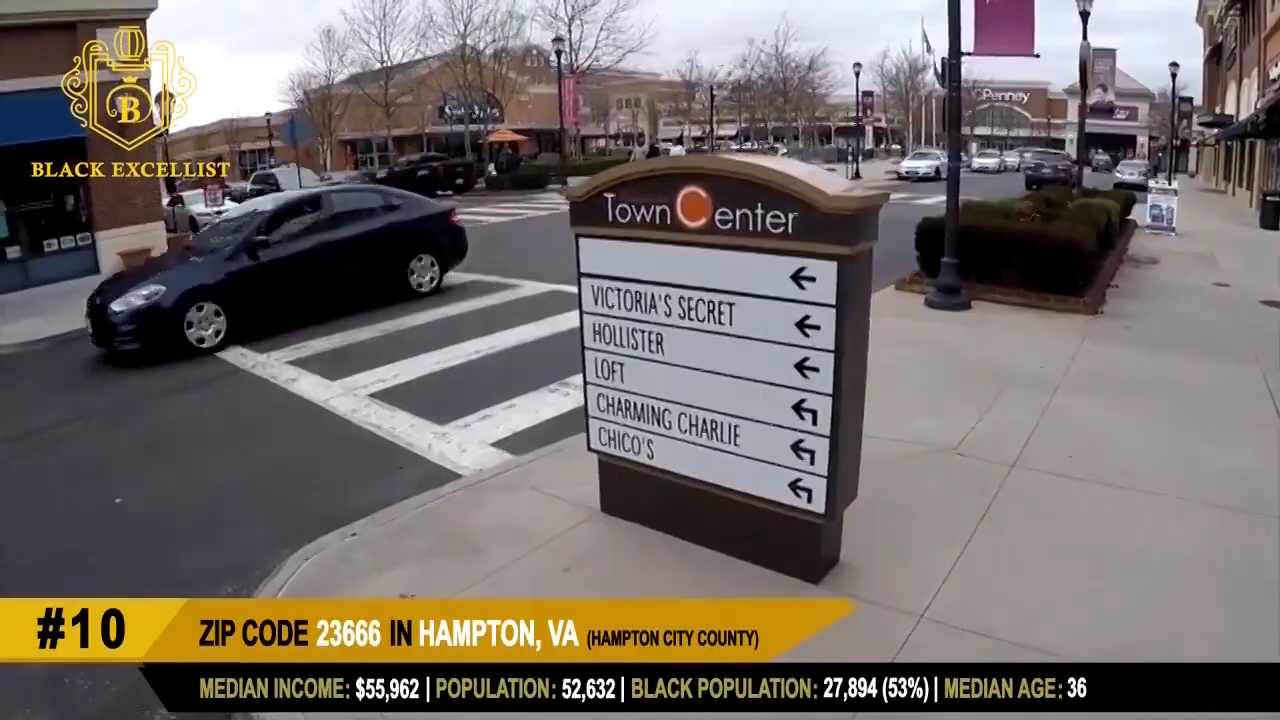 B
BLACK EXCELLIST
JCPenney
Town Center
VICTORIA'S SECRET
HOLLISTER
LOFT
CHARMING CHARLIE
CHICO'S
#10
ZIP CODE 23666 IN HAMPTON, VA (HAMPTON CITY COUNTY)
MEDIAN INCOME: $55,962 | POPULATION: 52,632 | BLACK POPULATION: 27,894 (53%) | MEDIAN AGE: 36